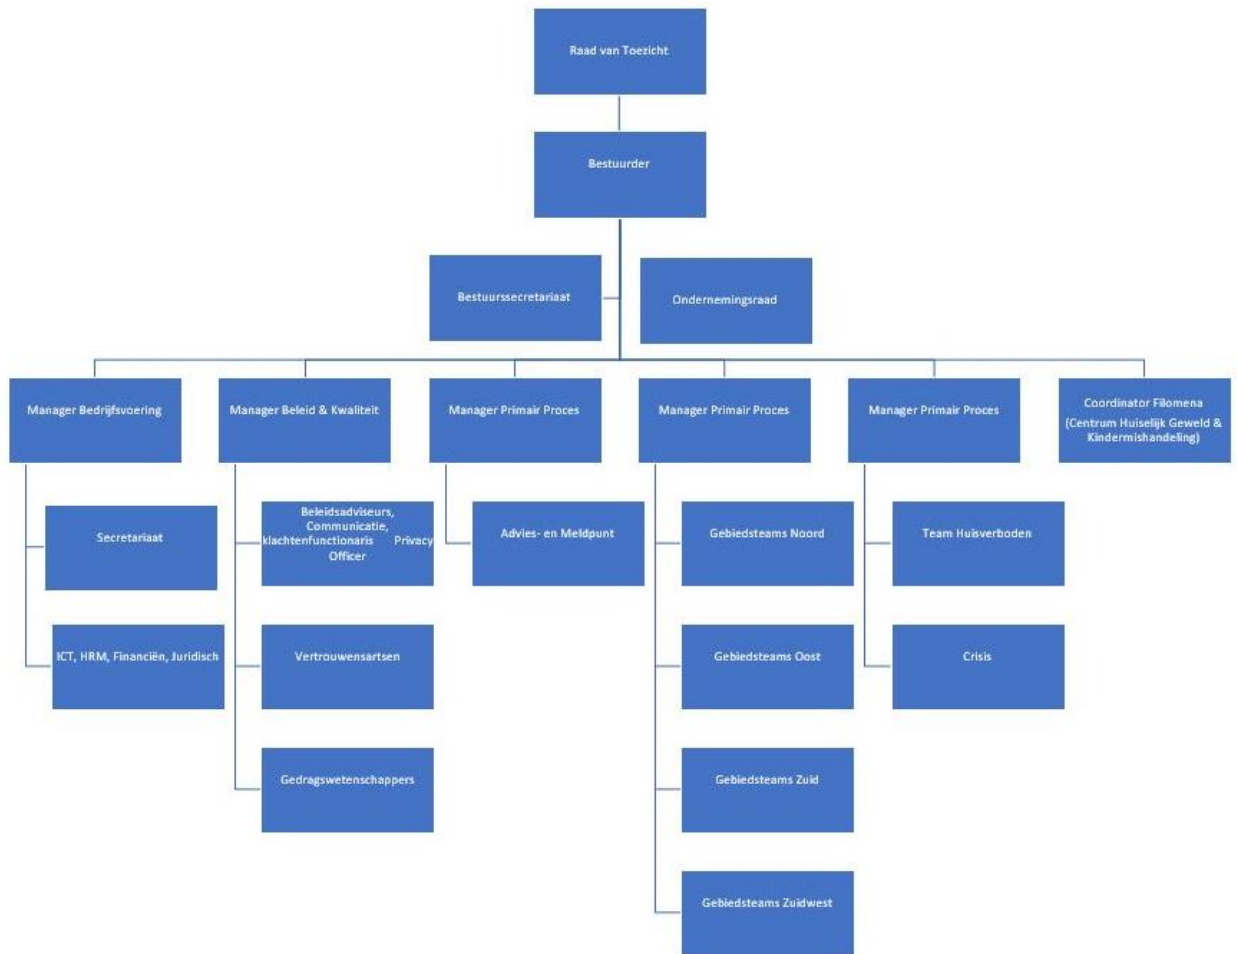 Raad van Toezicht
Bestuurder
Bestuurssecretariaat
Ondernemingsraad
Manager Bedrijfsvoering
Manager Beleid & Kwaliteit
Manager Primair Proces
Manager Primair Proces
Manager Primair Proces
Coordinator Filomena
(Centrum Huiselijk Geweld &
Kindermishandeling)
Secretariaat
Beleidsadviseurs,
Communicatie,
klachtenfunctionaris Privacy
Officer
Advies- en Meldpunt
Gebiedsteams Noord
Team Huisverboden
ICT, HRM, Financiën, Juridisch
Vertrouwensartsen
Gebiedsteams Oost
Crisis
Gedragswetenschappers
Gebiedsteams Zuid
Gebiedsteams Zuidwest